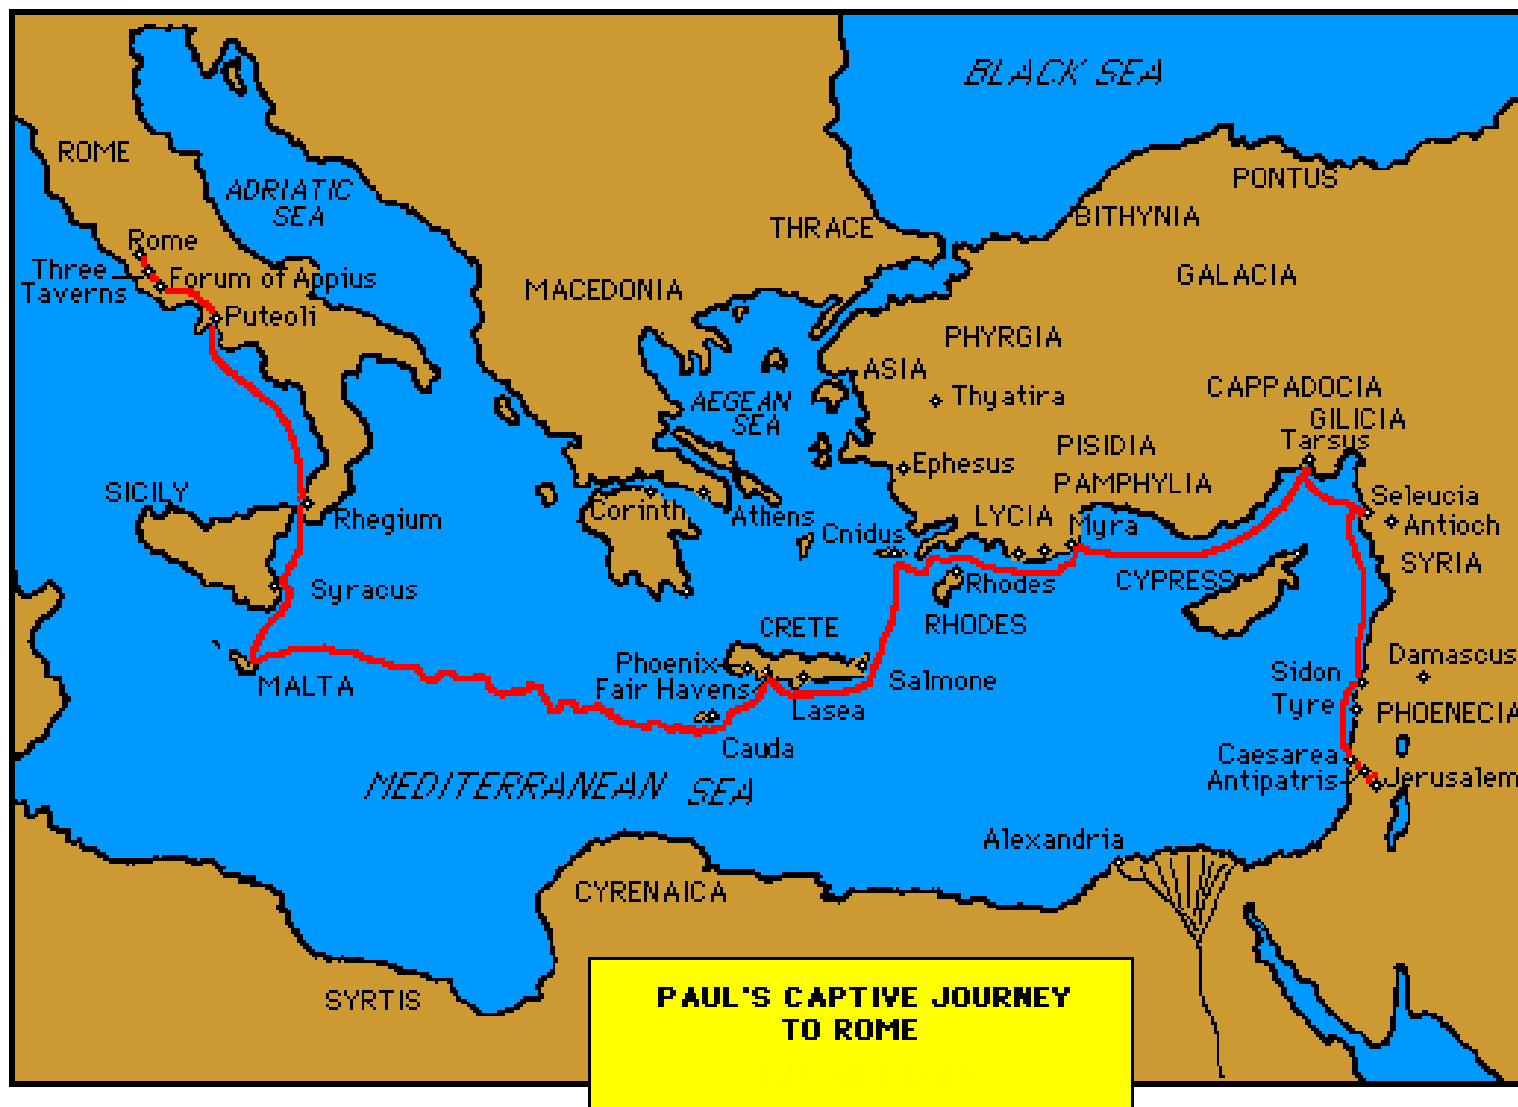 BLACK SEA
ROME
PONTUS
ADRIATIC
SEA
BITHYNIA
THRACE
Rome
Three
Taverns
Forum of Appius
GALACIA
MACEDONIA
Puteoli
PHYRGIA
ASIA
Thyatira
CAPPADOCIA
AEGEAN
SEA
GILICIA
Tarsus
PISIDIA
Ephesus
PAMPHYLIA
SICILY
Seleucia
Corinth
Athens
LYCIA
Myra
Rhegium
Antioch
Cnidus
SYRIA
Syracus
Rhodes
CYPRESS
RHODES
CRETE
Phoenix
Damascus
Fair Havens
MALTA
Salmone
Sidon
Lasea
Tyre
PHOENECIA
Cauda
Caesarea
Antipatris
Jerusalem
MEDITERRANEAN SEA
Alexandria
CYRENAICA
SYRTIS
PAUL'S CAPTIVE JOURNEY
TO ROME